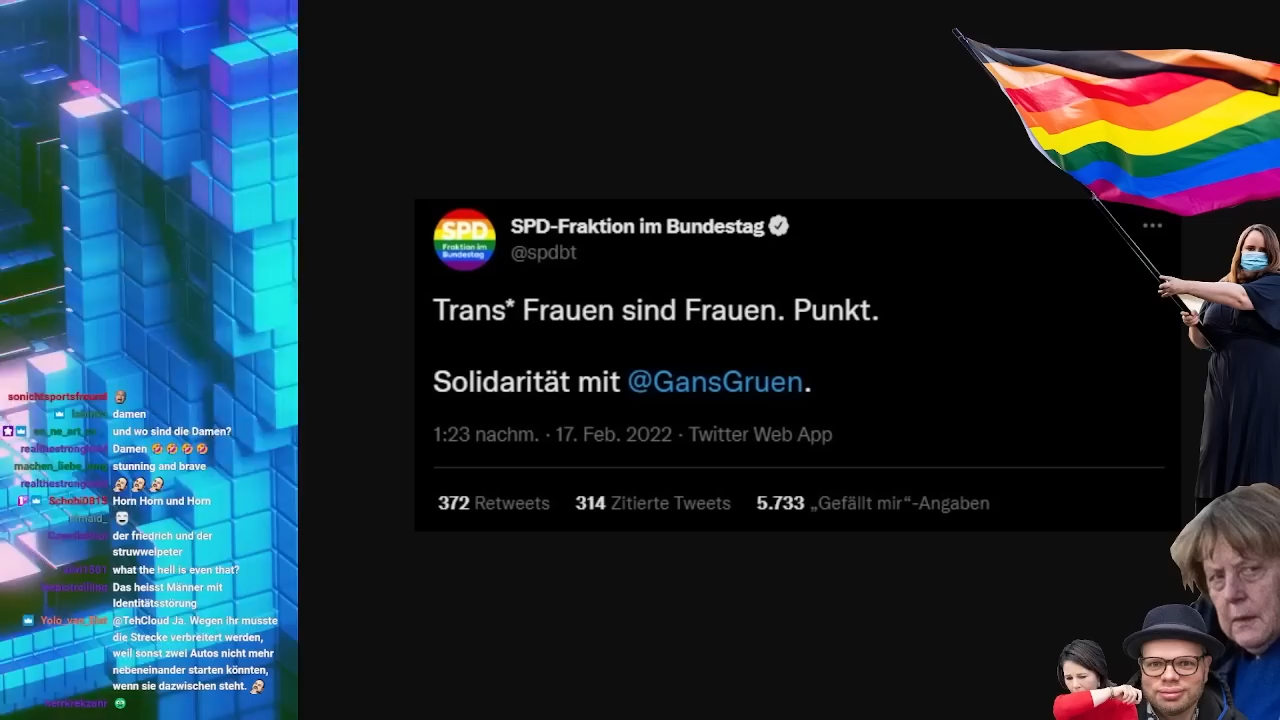 SPD
Fraktion im
Bundestag
SPD-Fraktion im Bundestag
@spdbt
Trans* Frauen sind Frauen. Punkt.
Solidarität mit @GansGruen.
1:23 nachm. · 17. Feb. 2022 · Twitter Web App
372 Retweets 314 Zitierte Tweets 5.733 „Gefällt mir“-Angaben
sonichtsportsfreund
damen
und wo sind die Damen?
Damen
stunning and brave
Schobi0815 Horn Horn und Horn
der friedrich und der
struwwelpeter
what the hell is even that?
Das heisst Männer mit
Identitätsstörung
@TehCloud Ja. Wegen ihr musste
die Strecke verbreitert werden,
weil sonst zwei Autos nicht mehr
nebeneinander starten könnten,
wenn sie dazwischen steht.